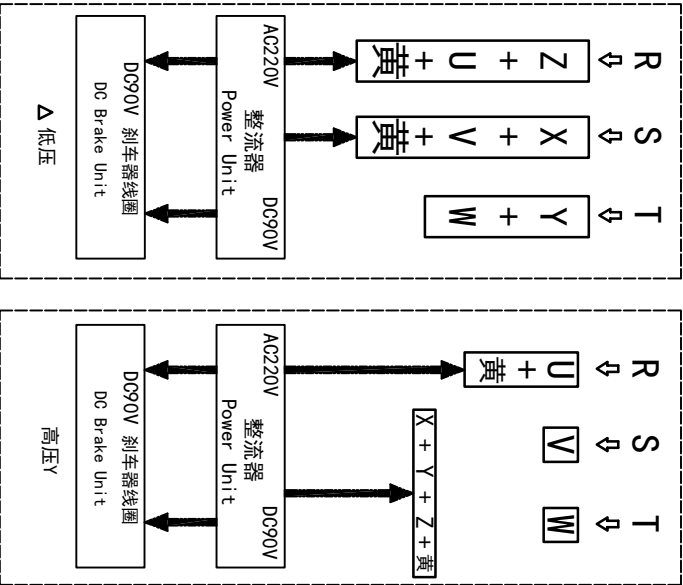 R S T
⇩ ⇩ ⇩
Z + U + 黄
X + V + 黄
Y + W
AC220V 整流器 DC90V
Power Unit
DC90V 刹车器线圈
DC Brake Unit
Δ 低压
R S T
⇩ ⇩ ⇩
U + 黄
V
W
X + Y + Z + 黄
AC220V 整流器 DC90V
Power Unit
DC90V 刹车器线圈
DC Brake Unit
高压Y